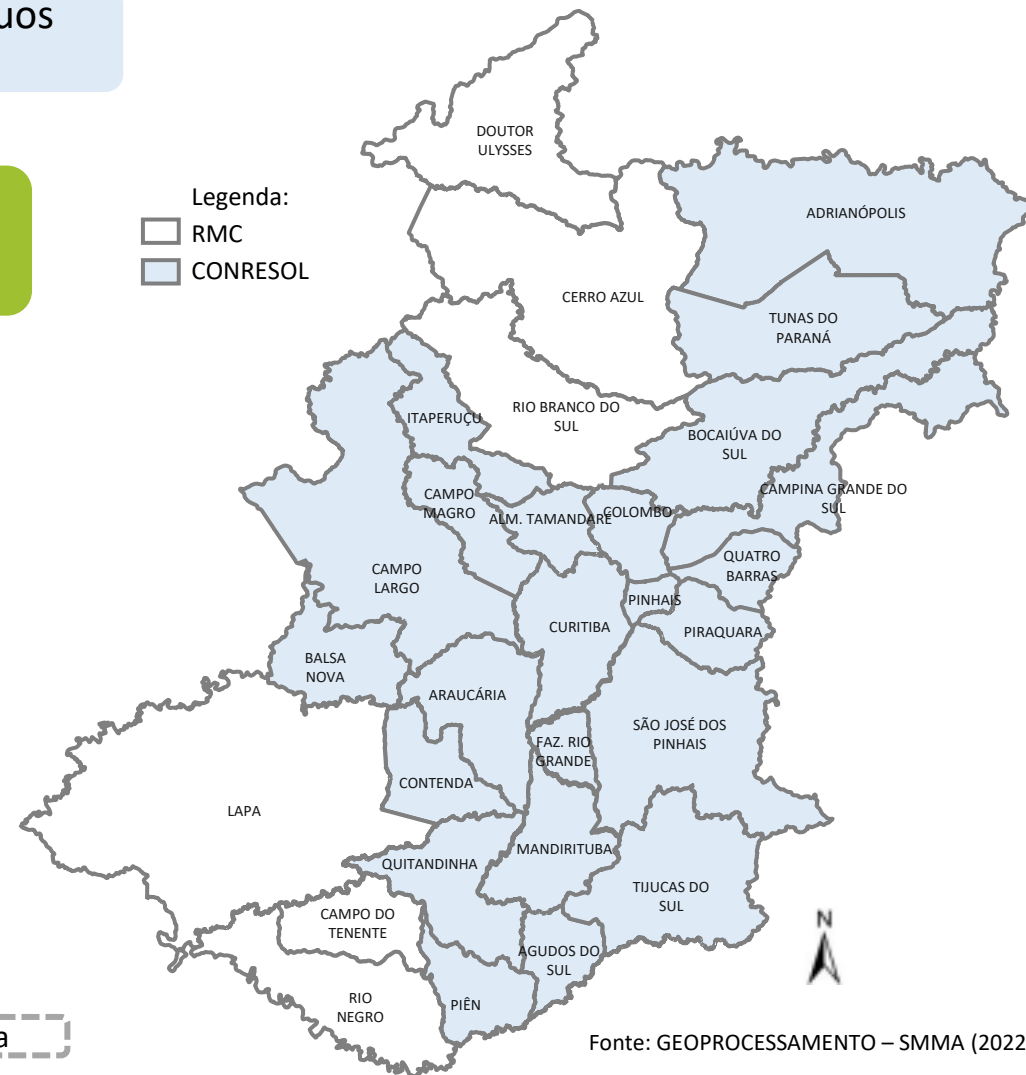 uos
Legenda:
RMC
CONRESOL
DOUTOR
ULYSSES
ADRIANÓPOLIS
CERRO AZUL
TUNAS DO
PARANÁ
ITAPERUÇU
RIO BRANCO DO
SUL
BOCAIÚVA DO
SUL
CAMPO
MAGRO
ALM. TAMANDARÉ
COLOMBO
CAMPINA GRANDE DO
SUL
QUATRO
BARRAS
CAMPO
LARGO
PINHAIS
CURITIBA
PIRAQUARA
BALSA
NOVA
ARAUCÁRIA
SÃO JOSÉ DOS
PINHAIS
FAZ. RIO
GRANDE
CONTENDA
LAPA
MANDIRITUBA
QUITANDINHA
TIJUCAS DO
SUL
CAMPO DO
TENENTE
AGUDOS DO
SUL
RIO
NEGRO
PIÊN
N
a
Fonte: GEOPROCESSAMENTO – SMMA (2022